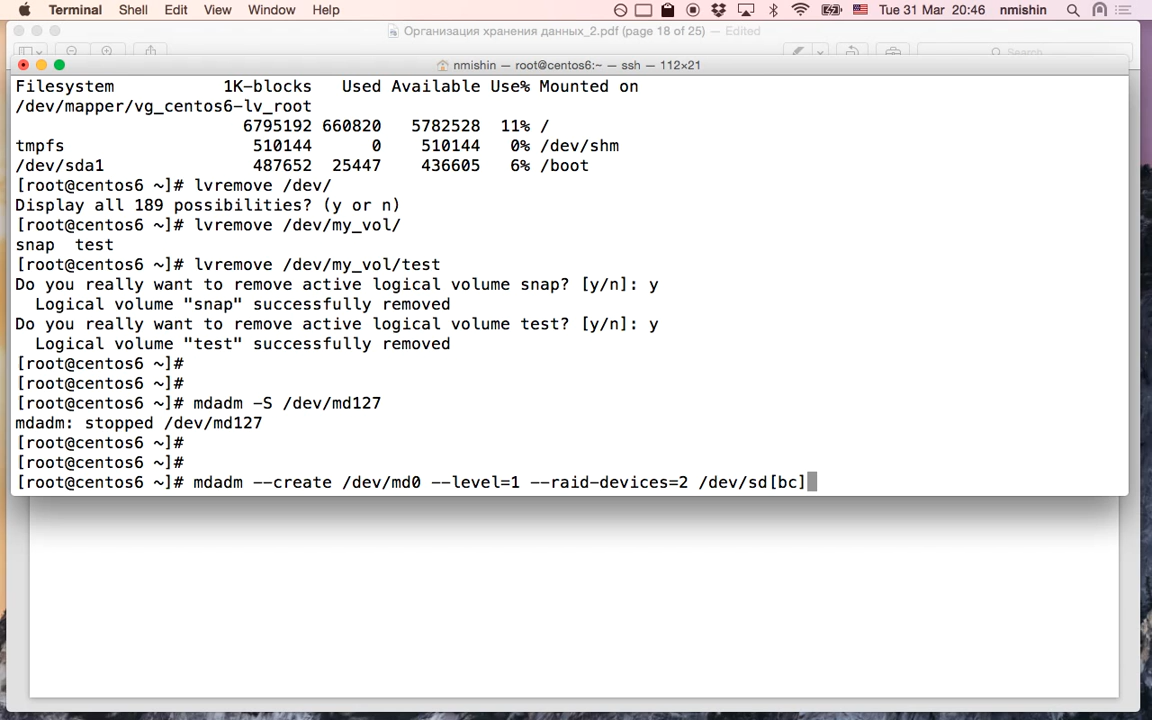 Terminal Shell Edit View Window Help Tue 31 Mar 20:46 nmishin
Организация хранения данных_2.pdf (page 18 of 25) — Edited
Search
nmishin — root@centos6:~ — ssh — 112×21
Filesystem 1K-blocks Used Available Use% Mounted on
/dev/mapper/vg_centos6-lv_root
6795192 660820 5782528 11% /
tmpfs 510144 0 510144 0% /dev/shm
/dev/sda1 487652 25447 436605 6% /boot
[root@centos6 ~]# lvremove /dev/
Display all 189 possibilities? (y or n)
[root@centos6 ~]# lvremove /dev/my_vol/
snap test
[root@centos6 ~]# lvremove /dev/my_vol/test
Do you really want to remove active logical volume snap? [y/n]: y
Logical volume "snap" successfully removed
Do you really want to remove active logical volume test? [y/n]: y
Logical volume "test" successfully removed
[root@centos6 ~]#
[root@centos6 ~]#
[root@centos6 ~]# mdadm -S /dev/md127
mdadm: stopped /dev/md127
[root@centos6 ~]#
[root@centos6 ~]#
[root@centos6 ~]# mdadm --create /dev/md0 --level=1 --raid-devices=2 /dev/sd[bc]